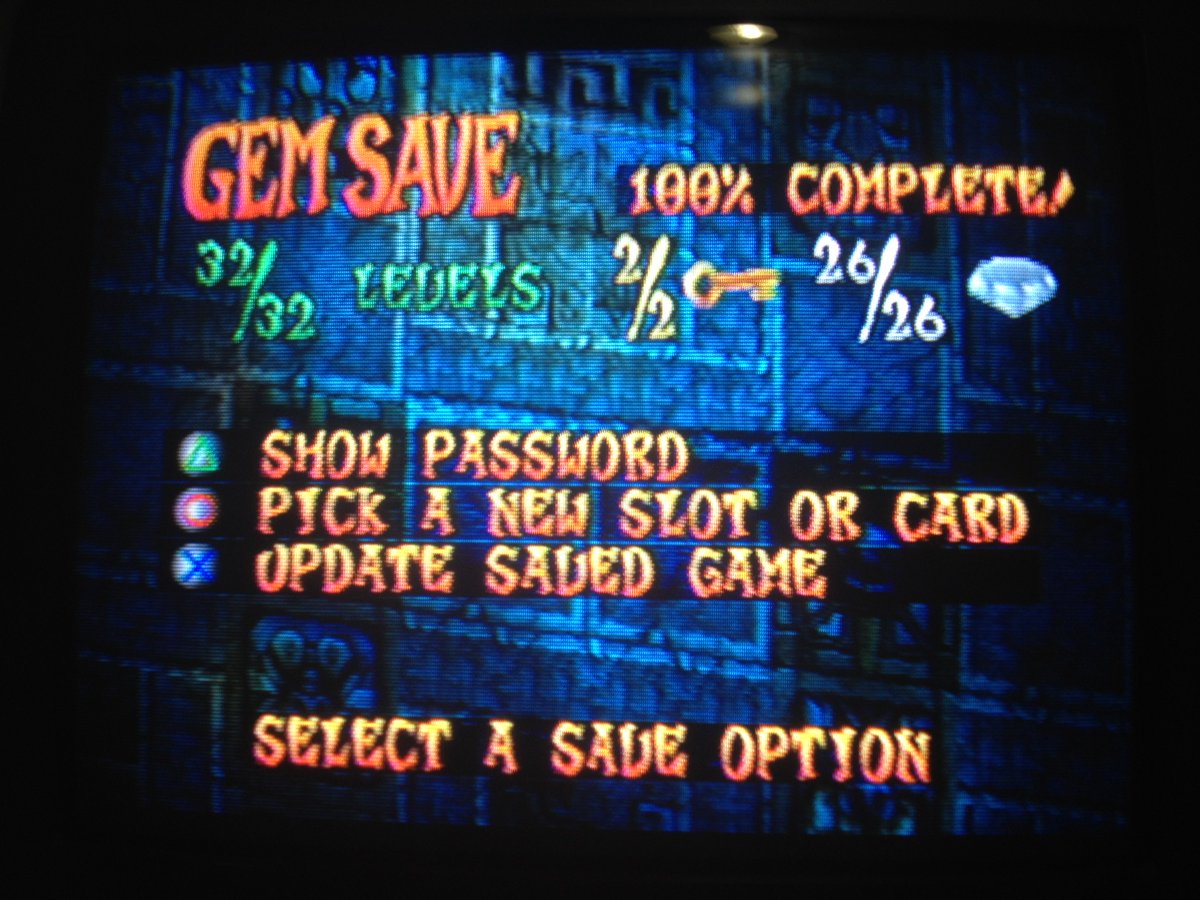 GEM SAVE
100% COMPLETE!
32/32 LEVELS 2/2 26/26
SHOW PASSWORD
PICK A NEW SLOT OR CARD
UPDATE SAVED GAME
SELECT A SAVE OPTION